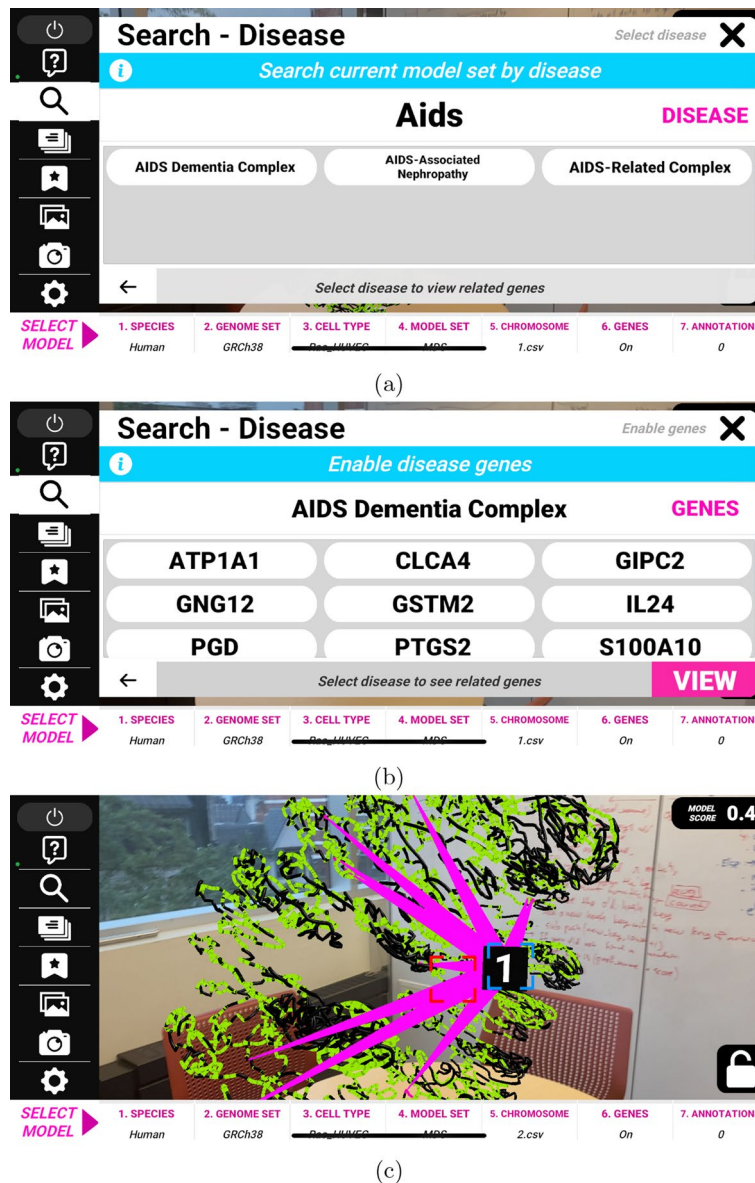 Search - Disease
Select disease
Search current model set by disease
Aids
DISEASE
AIDS Dementia Complex
AIDS-Associated
Nephropathy
AIDS-Related Complex
Select disease to view related genes
SELECT
MODEL
1. SPECIES
Human
2. GENOME SET
GRCh38
3. CELL TYPE
4. MODEL SET
5. CHROMOSOME
1.csv
6. GENES
On
7. ANNOTATION
0
(a)
Search - Disease
Enable genes
Enable disease genes
AIDS Dementia Complex
GENES
ATP1A1
CLCA4
GIPC2
GNG12
GSTM2
IL24
PGD
PTGS2
S100A10
Select disease to see related genes
VIEW
SELECT
MODEL
1. SPECIES
Human
2. GENOME SET
GRCh38
3. CELL TYPE
4. MODEL SET
5. CHROMOSOME
1.csv
6. GENES
On
7. ANNOTATION
0
(b)
MODEL
SCORE
0.4
1
SELECT
MODEL
1. SPECIES
Human
2. GENOME SET
GRCh38
3. CELL TYPE
4. MODEL SET
5. CHROMOSOME
2.csv
6. GENES
On
7. ANNOTATION
0
(c)